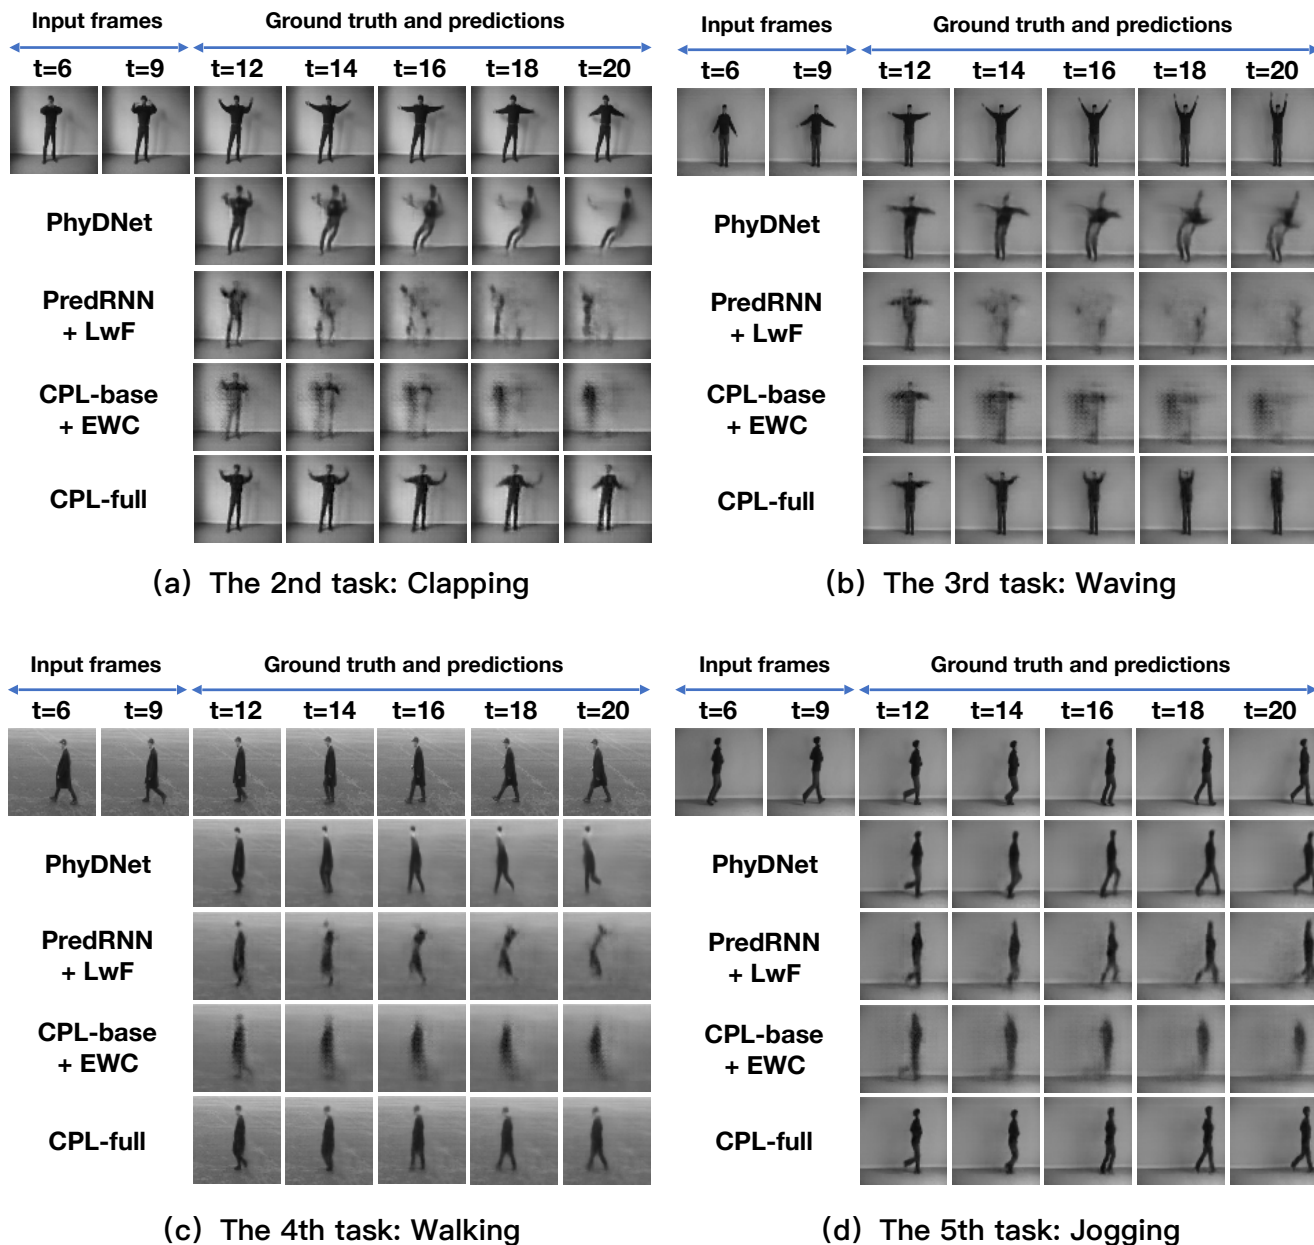 Input frames Ground truth and predictions
t=6 t=9 t=12 t=14 t=16 t=18 t=20
PhyDNet
PredRNN
+ LwF
CPL-base
+ EWC
CPL-full
(a) The 2nd task: Clapping
Input frames Ground truth and predictions
t=6 t=9 t=12 t=14 t=16 t=18 t=20
PhyDNet
PredRNN
+ LwF
CPL-base
+ EWC
CPL-full
(b) The 3rd task: Waving
Input frames Ground truth and predictions
t=6 t=9 t=12 t=14 t=16 t=18 t=20
PhyDNet
PredRNN
+ LwF
CPL-base
+ EWC
CPL-full
(c) The 4th task: Walking
Input frames Ground truth and predictions
t=6 t=9 t=12 t=14 t=16 t=18 t=20
PhyDNet
PredRNN
+ LwF
CPL-base
+ EWC
CPL-full
(d) The 5th task: Jogging